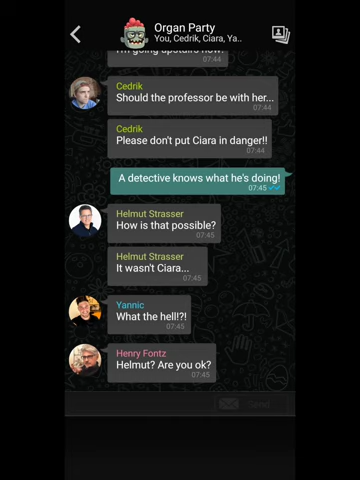 Organ Party
You, Cedrik, Ciara, Ya..
I'm going upstairs now!
07:44
Cedrik
Should the professor be with her...
07:44
Cedrik
Please don't put Ciara in danger!!
07:44
A detective knows what he's doing!
07:45
Helmut Strasser
How is that possible?
07:45
Helmut Strasser
It wasn't Ciara...
07:45
Yannic
What the hell!?!
07:45
Henry Fontz
Helmut? Are you ok?
07:45
Send